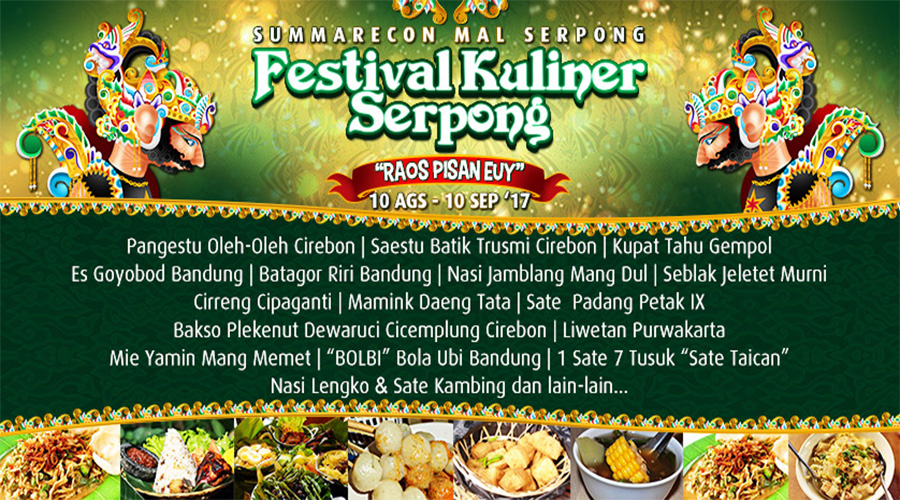 SUMMARECON MAL SERPONG
Festival Kuliner
Serpong
"RAOS PISAN EUY"
10 AGS - 10 SEP '17
Pangestu Oleh-Oleh Cirebon | Saestu Batik Trusmi Cirebon | Kupat Tahu Gempol
Es Goyobod Bandung | Batagor Riri Bandung | Nasi Jamblang Mang Dul | Seblak Jeletet Murni
Cirreng Cipaganti | Mamink Daeng Tata | Sate Padang Petak IX
Bakso Plekenut Dewaruci Cicemplung Cirebon | Liwetan Purwakarta
Mie Yamin Mang Memet | "BOLBI" Bola Ubi Bandung | 1 Sate 7 Tusuk "Sate Taican"
Nasi Lengko & Sate Kambing dan lain-lain...